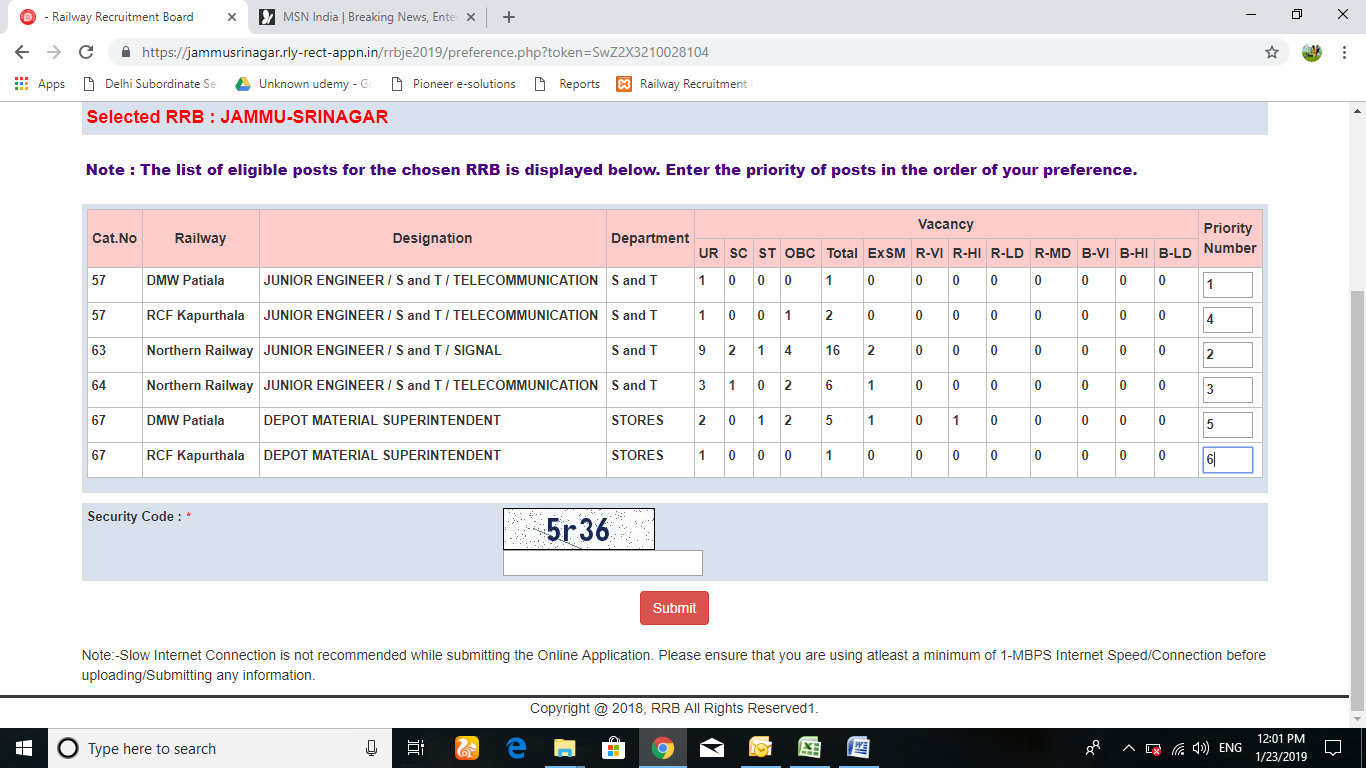 - Railway Recruitment Board
MSN India | Breaking News, Ente
https://jammusrinagar.rly-rect-appn.in/rrbje2019/preference.php?token=SwZ2X3210028104
Apps Delhi Subordinate Se Unknown udemy - Go Pioneer e-solutions Reports Railway Recruitment
Selected RRB : JAMMU-SRINAGAR
Note : The list of eligible posts for the chosen RRB is displayed below. Enter the priority of posts in the order of your preference.
Cat.No Railway Designation Department Vacancy Priority Number
UR SC ST OBC Total ExSM R-VI R-HI R-LD R-MD B-VI B-HI B-LD
57 DMW Patiala JUNIOR ENGINEER / S and T / TELECOMMUNICATION S and T 1 0 0 0 1 0 0 0 0 0 0 0 0 1
57 RCF Kapurthala JUNIOR ENGINEER / S and T / TELECOMMUNICATION S and T 1 0 0 1 2 0 0 0 0 0 0 0 0 4
63 Northern Railway JUNIOR ENGINEER / S and T / SIGNAL S and T 9 2 1 4 16 2 0 0 0 0 0 0 0 2
64 Northern Railway JUNIOR ENGINEER / S and T / TELECOMMUNICATION S and T 3 1 0 2 6 1 0 0 0 0 0 0 0 3
67 DMW Patiala DEPOT MATERIAL SUPERINTENDENT STORES 2 0 1 2 5 1 0 1 0 0 0 0 0 5
67 RCF Kapurthala DEPOT MATERIAL SUPERINTENDENT STORES 1 0 0 0 1 0 0 0 0 0 0 0 0 6
Security Code : *
5r36
Submit
Note:-Slow Internet Connection is not recommended while submitting the Online Application. Please ensure that you are using atleast a minimum of 1-MBPS Internet Speed/Connection before
uploading/Submitting any information.
Copyright @ 2018, RRB All Rights Reserved1.
Type here to search
ENG
12:01 PM
1/23/2019